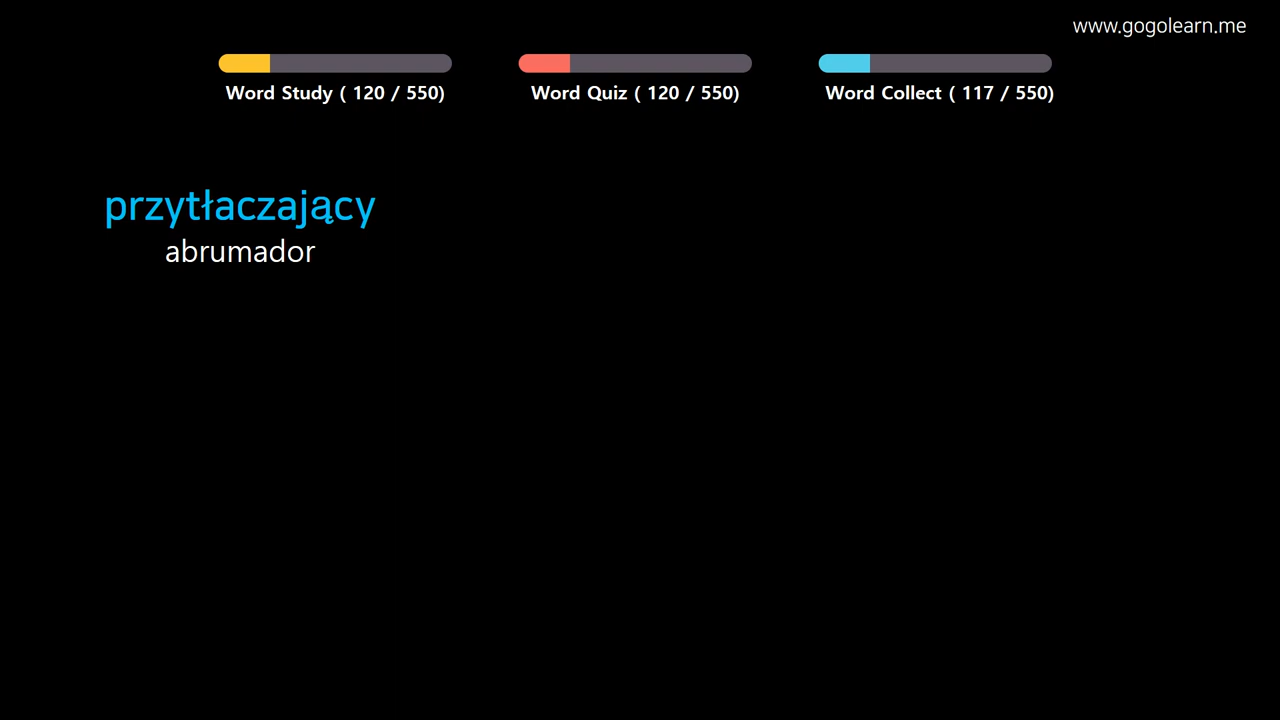 www.gogolearn.me
Word Study ( 120 / 550)
Word Quiz ( 120 / 550)
Word Collect ( 117 / 550)
przytłaczający
abrumador